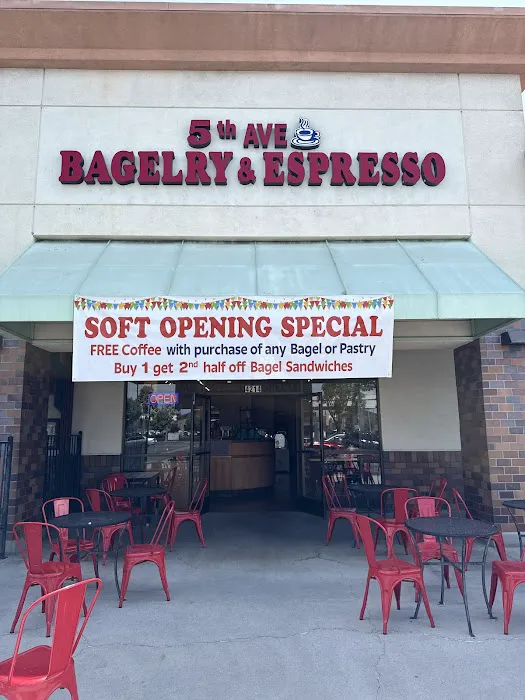 5th AVE
BAGELRY & ESPRESSO
SOFT OPENING SPECIAL
FREE Coffee with purchase of any Bagel or Pastry
Buy 1 get 2nd half off Bagel Sandwiches
4214
OPEN